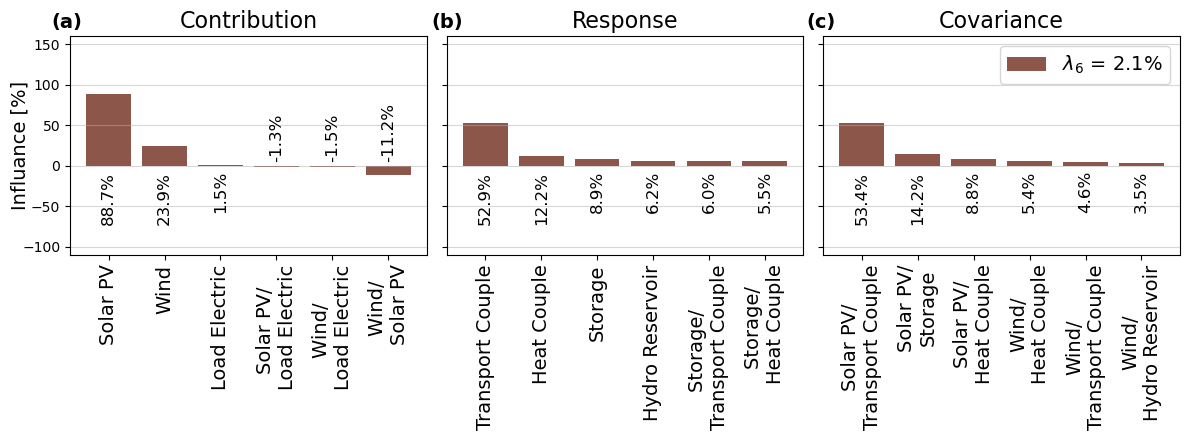 (a)
Contribution
(b)
Response
(c)
Covariance
Influance [%]
150
100
50
0
−50
−100
88.7%
23.9%
1.5%
-1.3%
-1.5%
-11.2%
Solar PV
Wind
Load Electric
Solar PV/
Load Electric
Wind/
Load Electric
Wind/
Solar PV
52.9%
12.2%
8.9%
6.2%
6.0%
5.5%
Transport Couple
Heat Couple
Storage
Hydro Reservoir
Storage/
Transport Couple
Storage/
Heat Couple
λ₆ = 2.1%
53.4%
14.2%
8.8%
5.4%
4.6%
3.5%
Solar PV/
Transport Couple
Solar PV/
Storage
Solar PV/
Heat Couple
Wind/
Heat Couple
Wind/
Transport Couple
Wind/
Hydro Reservoir